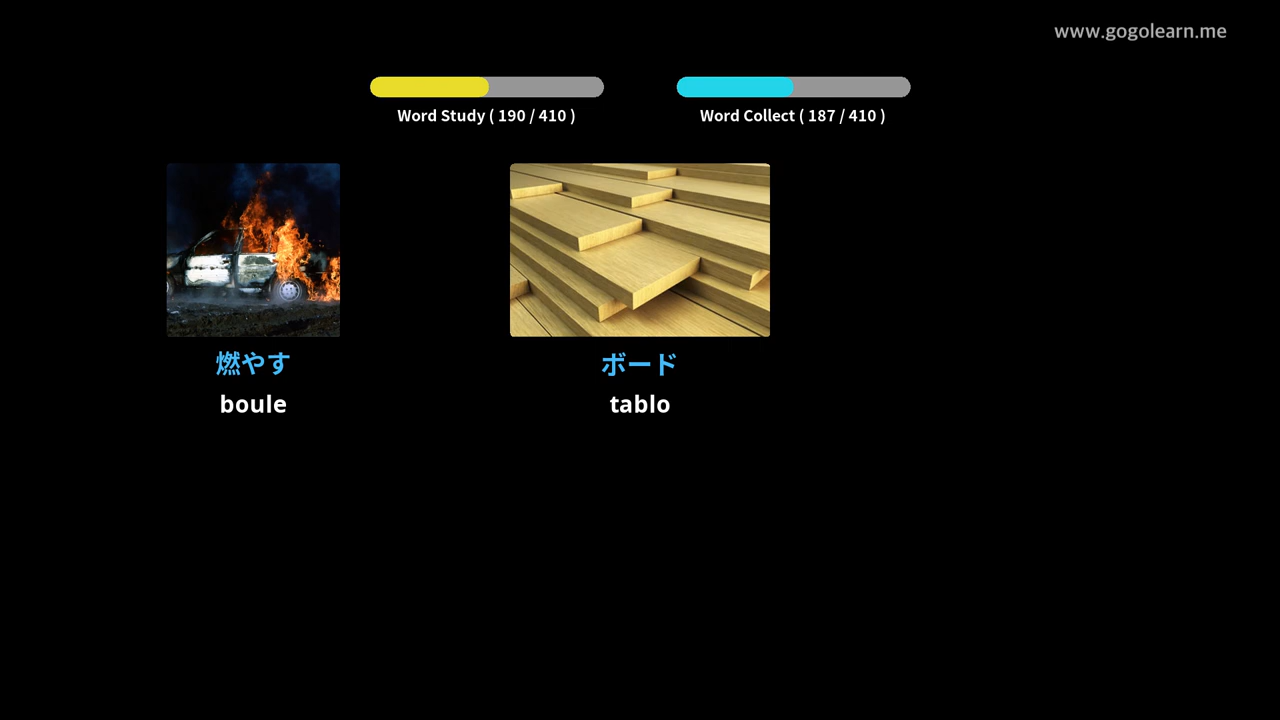 www.gogolearn.me
Word Study ( 190 / 410 )
Word Collect ( 187 / 410 )
燃やす
boule
ボード
tablo